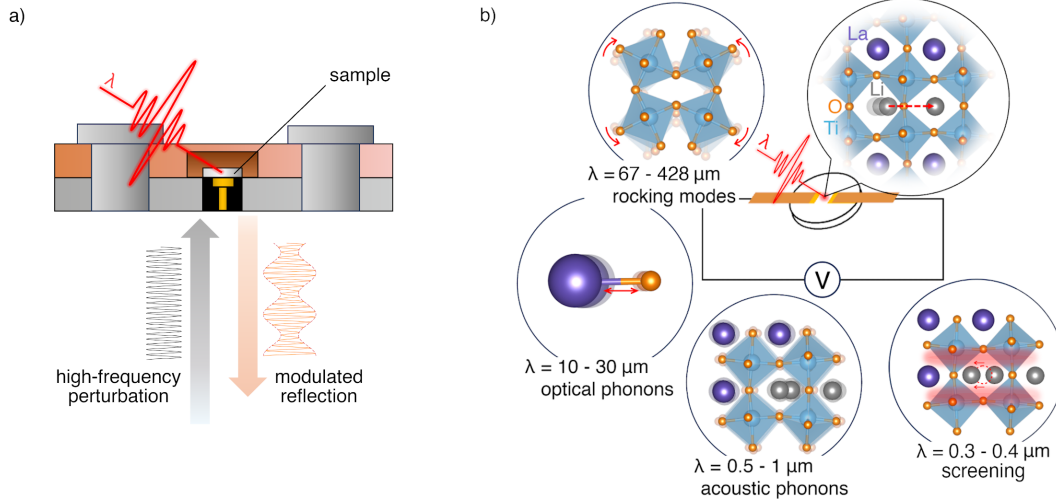 a)
λ
sample
high-frequency
perturbation
modulated
reflection
b)
La
Li
O
Ti
λ = 67 - 428 µm
rocking modes
λ
V
λ = 10 - 30 µm
optical phonons
λ = 0.5 - 1 µm
acoustic phonons
λ = 0.3 - 0.4 µm
screening